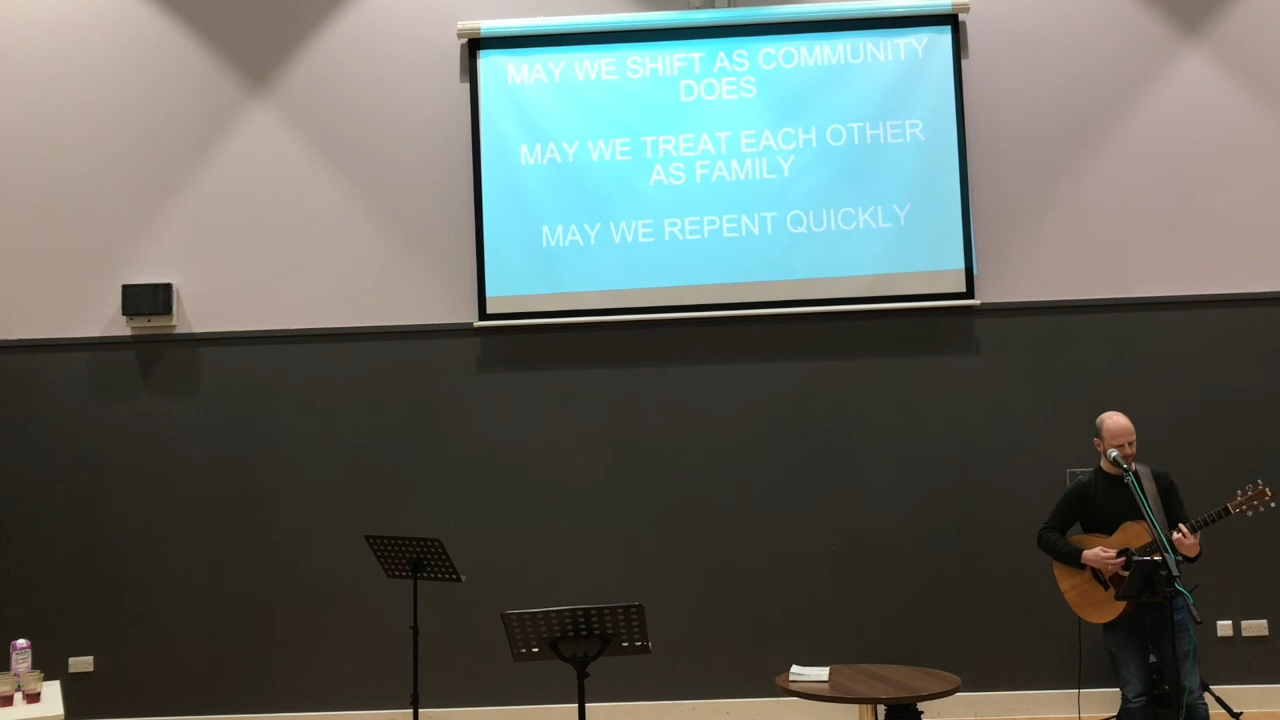 MAY WE SHIFT AS COMMUNITY
DOES
MAY WE TREAT EACH OTHER
AS FAMILY
MAY WE REPENT QUICKLY